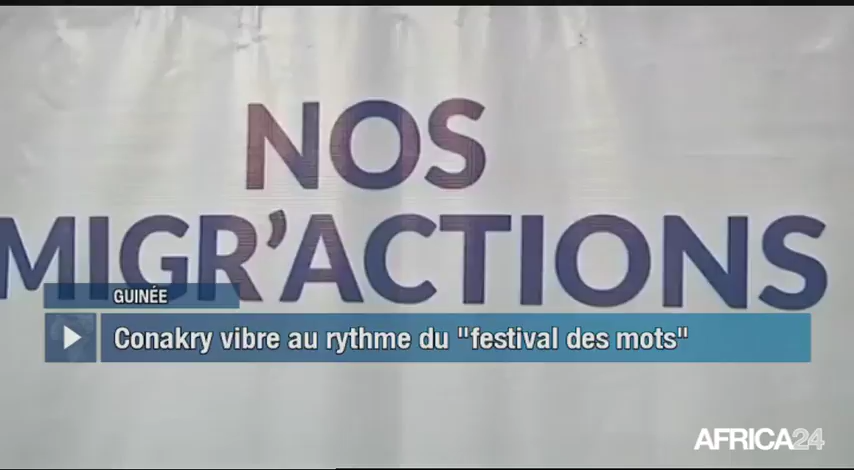 NOS
MIGR'ACTIONS
GUINÉE
Conakry vibre au rythme du "festival des mots"
AFRICA24